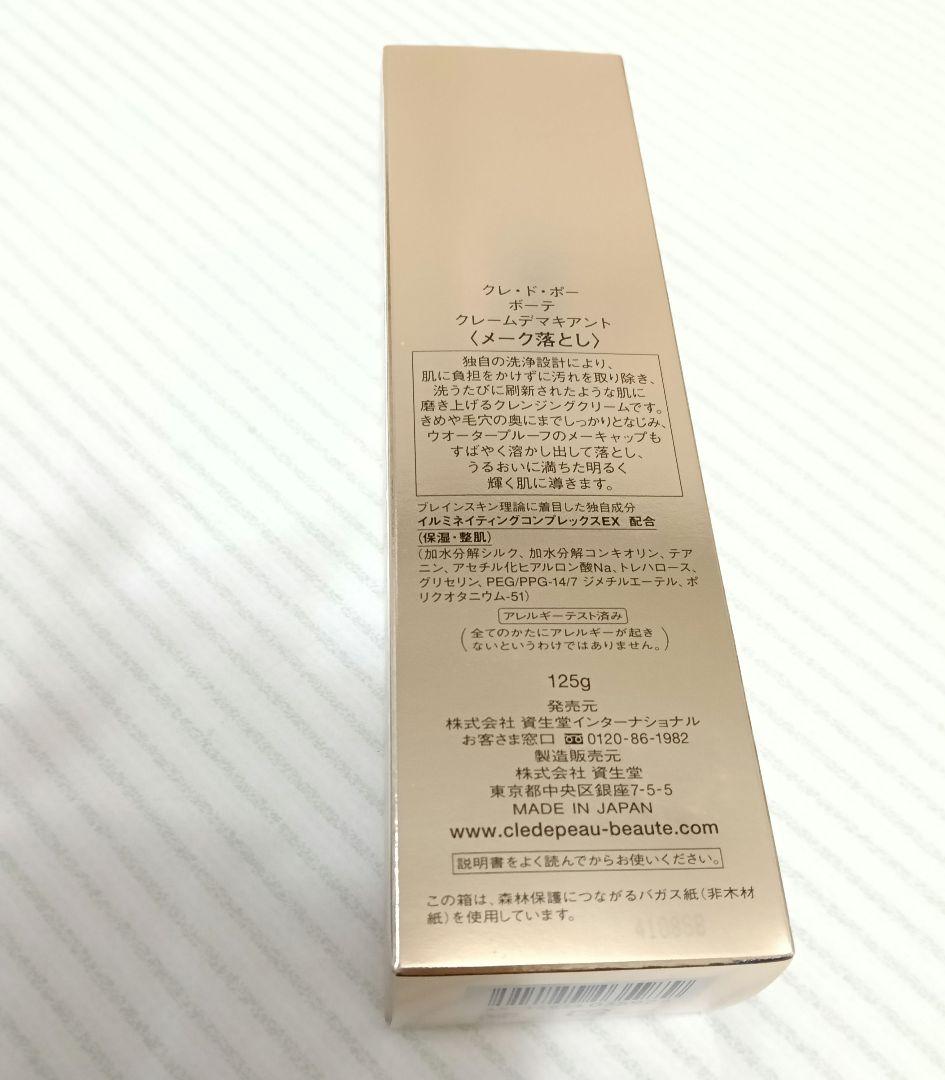 クレ・ド・ポー
ボーテ
クレームデマキアント
〈メーク落とし〉
独自の洗浄設計により、
肌に負担をかけずに汚れを取り除き、
洗うたびに刷新されたような肌に
磨き上げるクレンジングクリームです。
きめや毛穴の奥にまでしっかりとなじみ、
ウオータープルーフのメーキャップも
すばやく溶かし出して落とし、
うるおいに満ちた明るく
輝く肌に導きます。
ブレインスキン理論に着目した独自成分
イルミネイティングコンプレックスEX 配合
(保湿・整肌)
(加水分解シルク、加水分解コンキオリン、テア
ニン、アセチル化ヒアルロン酸Na、トレハロース、
グリセリン、PEG/PPG-14/7 ジメチルエーテル、ポ
リクオタニウム-51)
アレルギーテスト済み
(全てのかたにアレルギーが起き
ないというわけではありません。)
125g
発売元
株式会社 資生堂インターナショナル
お客さま窓口 0120-86-1982
製造販売元
株式会社 資生堂
東京都中央区銀座7-5-5
MADE IN JAPAN
www.cledepeau-beaute.com
説明書をよく読んでからお使いください。
この箱は、森林保護につながるバガス紙(非木材
紙)を使用しています。